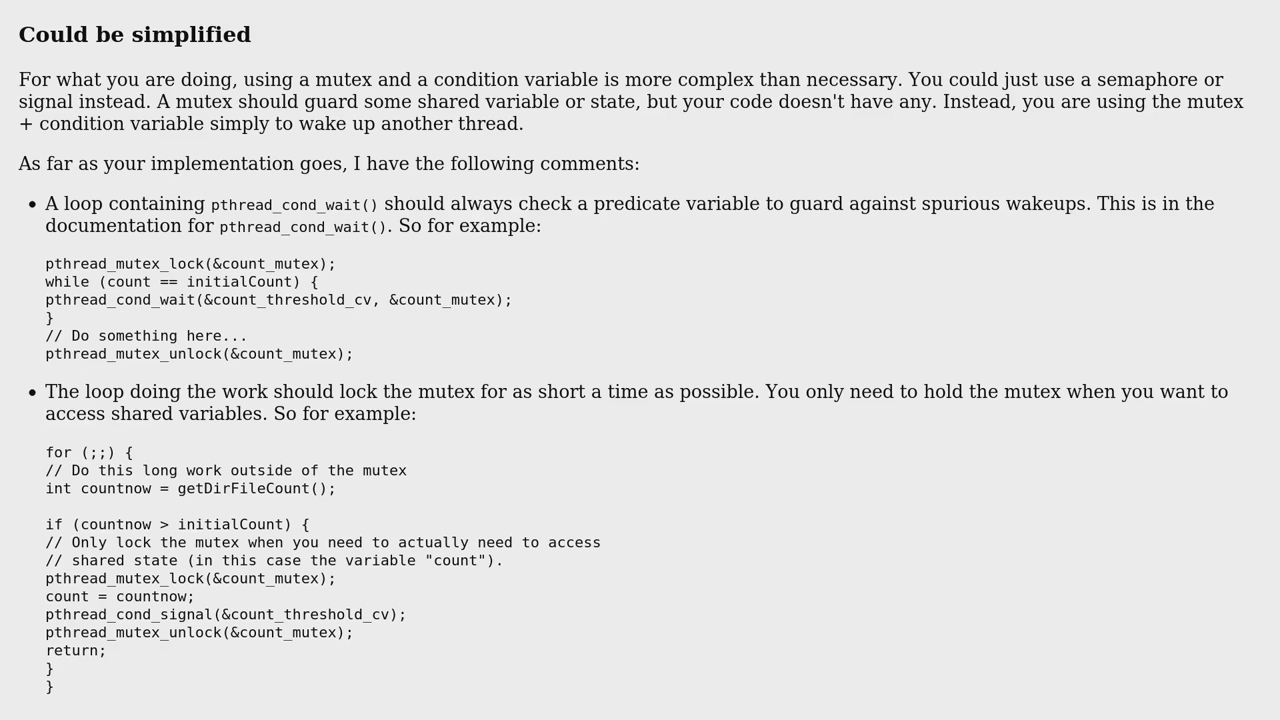 Could be simplified
For what you are doing, using a mutex and a condition variable is more complex than necessary. You could just use a semaphore or
signal instead. A mutex should guard some shared variable or state, but your code doesn't have any. Instead, you are using the mutex
+ condition variable simply to wake up another thread.
As far as your implementation goes, I have the following comments:
• A loop containing pthread_cond_wait() should always check a predicate variable to guard against spurious wakeups. This is in the
documentation for pthread_cond_wait(). So for example:
pthread_mutex_lock(&count_mutex);
while (count == initialCount) {
pthread_cond_wait(&count_threshold_cv, &count_mutex);
}
// Do something here...
pthread_mutex_unlock(&count_mutex);
• The loop doing the work should lock the mutex for as short a time as possible. You only need to hold the mutex when you want to
access shared variables. So for example:
for (;;) {
// Do this long work outside of the mutex
int countnow = getDirFileCount();
if (countnow > initialCount) {
// Only lock the mutex when you need to actually need to access
// shared state (in this case the variable "count").
pthread_mutex_lock(&count_mutex);
count = countnow;
pthread_cond_signal(&count_threshold_cv);
pthread_mutex_unlock(&count_mutex);
return;
}
}